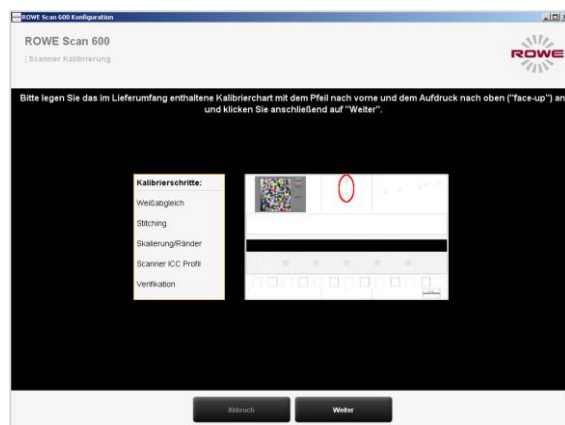 ROWE Scan 600 Konfiguration
ROWE Scan 600
| Scanner Kalibrierung
ROWE
Bitte legen Sie das im Lieferumfang enthaltene Kalibrierchart mit dem Pfeil nach vorne und dem Aufdruck nach oben ("face-up") an
und klicken Sie anschließend auf "Weiter".
Kalibrierschritte:
Weißabgleich
Stitching
Skalierung/Ränder
Scanner ICC Profil
Verifikation
Abbruch
Weiter